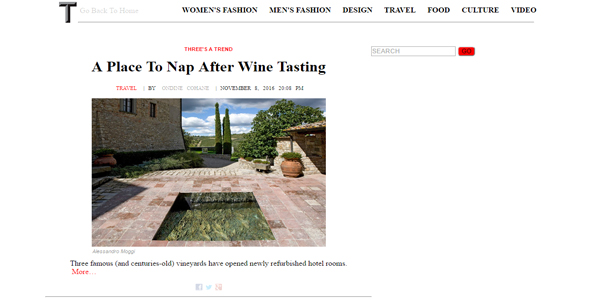 T Go Back To Home WOMEN'S FASHION MEN'S FASHION DESIGN TRAVEL FOOD CULTURE VIDEO
THREE'S A TREND
SEARCH GO
A Place To Nap After Wine Tasting
TRAVEL | BY ONDINE COHANE | NOVEMBER 8, 2016 20:08 PM
Alessandro Moggi
Three famous (and centuries-old) vineyards have opened newly refurbished hotel rooms.
More…